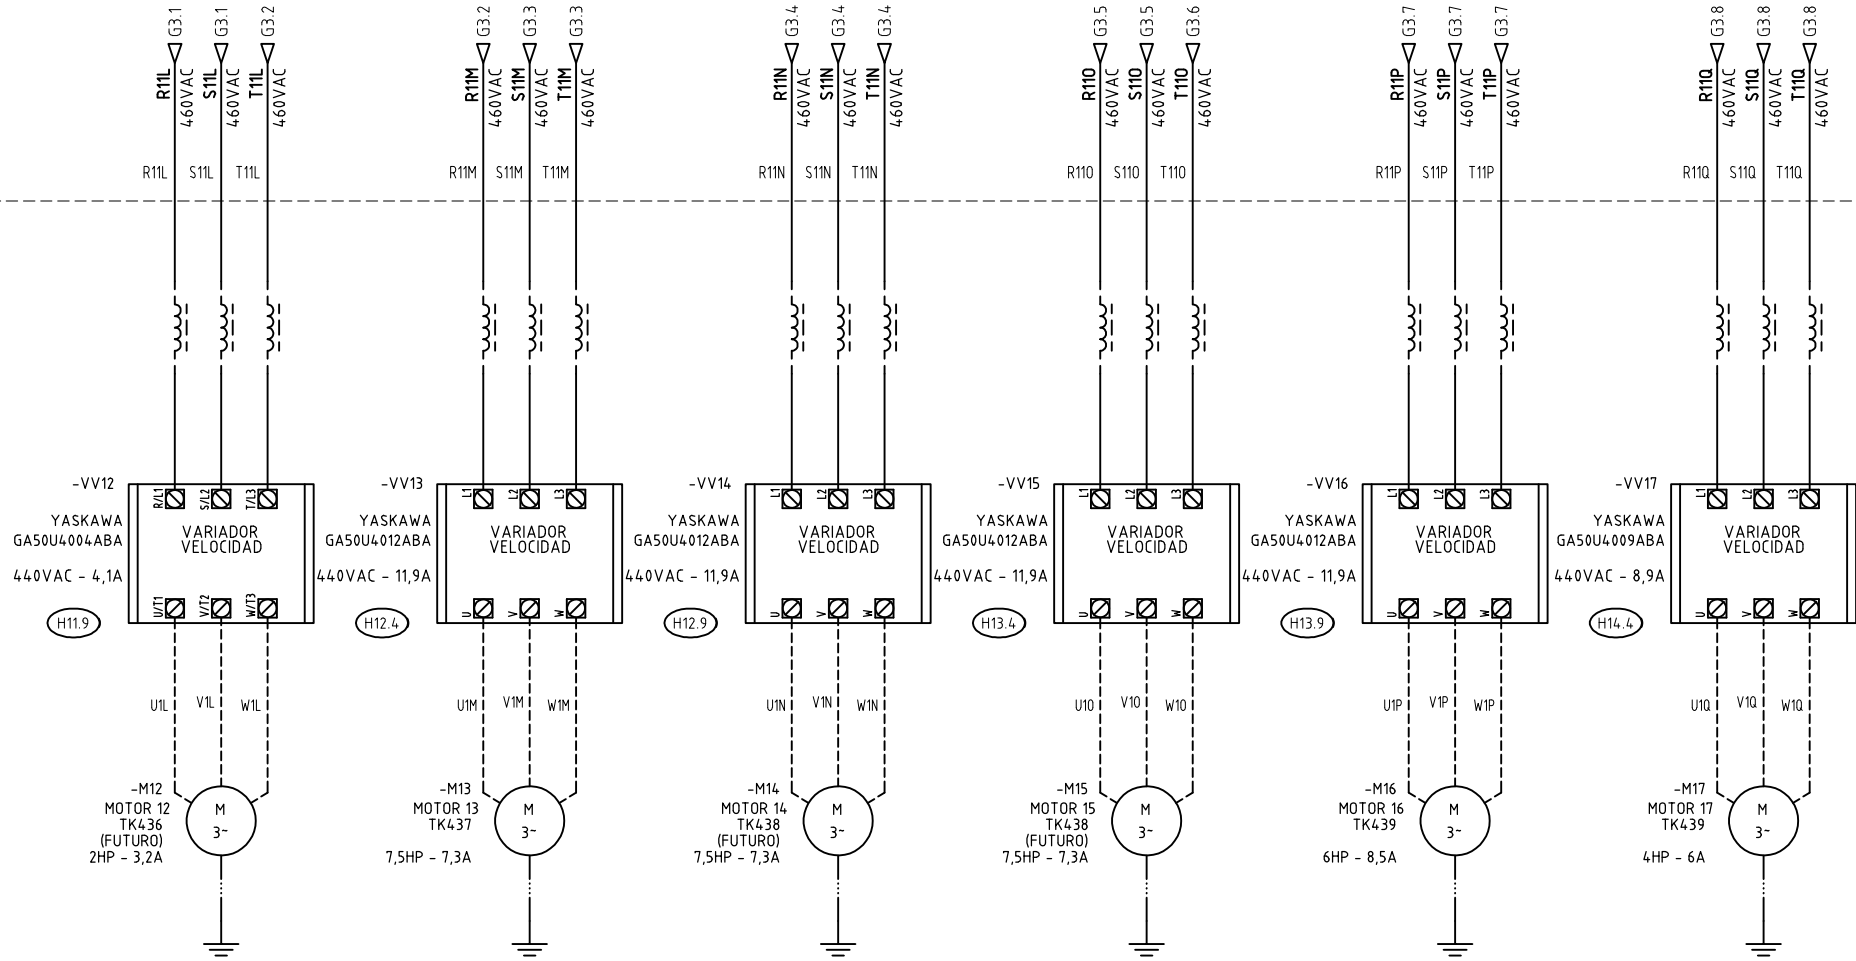 G3.1 G3.1 G3.2 G3.2 G3.3 G3.3 G3.4 G3.4 G3.4 G3.5 G3.5 G3.6 G3.7 G3.7 G3.7 G3.8 G3.8 G3.8
R11L S11L T11L R11M S11M T11M R11N S11N T11N R11O S11O T11O R11P S11P T11P R11Q S11Q T11Q
460VAC 460VAC 460VAC 460VAC 460VAC 460VAC 460VAC 460VAC 460VAC 460VAC 460VAC 460VAC 460VAC 460VAC 460VAC 460VAC 460VAC 460VAC
R11L S11L T11L R11M S11M T11M R11N S11N T11N R11O S11O T11O R11P S11P T11P R11Q S11Q T11Q
-VV12
YASKAWA
GA50U4004ABA
440VAC - 4,1A
H11.9
R/L1 S/L2 T/L3
VARIADOR
VELOCIDAD
U/T1 V/T2 W/T3
-VV13
YASKAWA
GA50U4012ABA
440VAC - 11,9A
H12.4
L1 L2 L3
VARIADOR
VELOCIDAD
U V W
-VV14
YASKAWA
GA50U4012ABA
440VAC - 11,9A
H12.9
L1 L2 L3
VARIADOR
VELOCIDAD
U V W
-VV15
YASKAWA
GA50U4012ABA
440VAC - 11,9A
H13.4
L1 L2 L3
VARIADOR
VELOCIDAD
U V W
-VV16
YASKAWA
GA50U4012ABA
440VAC - 11,9A
H13.9
L1 L2 L3
VARIADOR
VELOCIDAD
U V W
-VV17
YASKAWA
GA50U4009ABA
440VAC - 8,9A
H14.4
L1 L2 L3
VARIADOR
VELOCIDAD
U V W
U1L V1L W1L U1M V1M W1M U1N V1N W1N U1O V1O W1O U1P V1P W1P U1Q V1Q W1Q
-M12
MOTOR 12
TK436
(FUTURO)
2HP - 3,2A
M
3~
-M13
MOTOR 13
TK437
7,5HP - 7,3A
M
3~
-M14
MOTOR 14
TK438
(FUTURO)
7,5HP - 7,3A
M
3~
-M15
MOTOR 15
TK438
(FUTURO)
7,5HP - 7,3A
M
3~
-M16
MOTOR 16
TK439
6HP - 8,5A
M
3~
-M17
MOTOR 17
TK439
4HP - 6A
M
3~